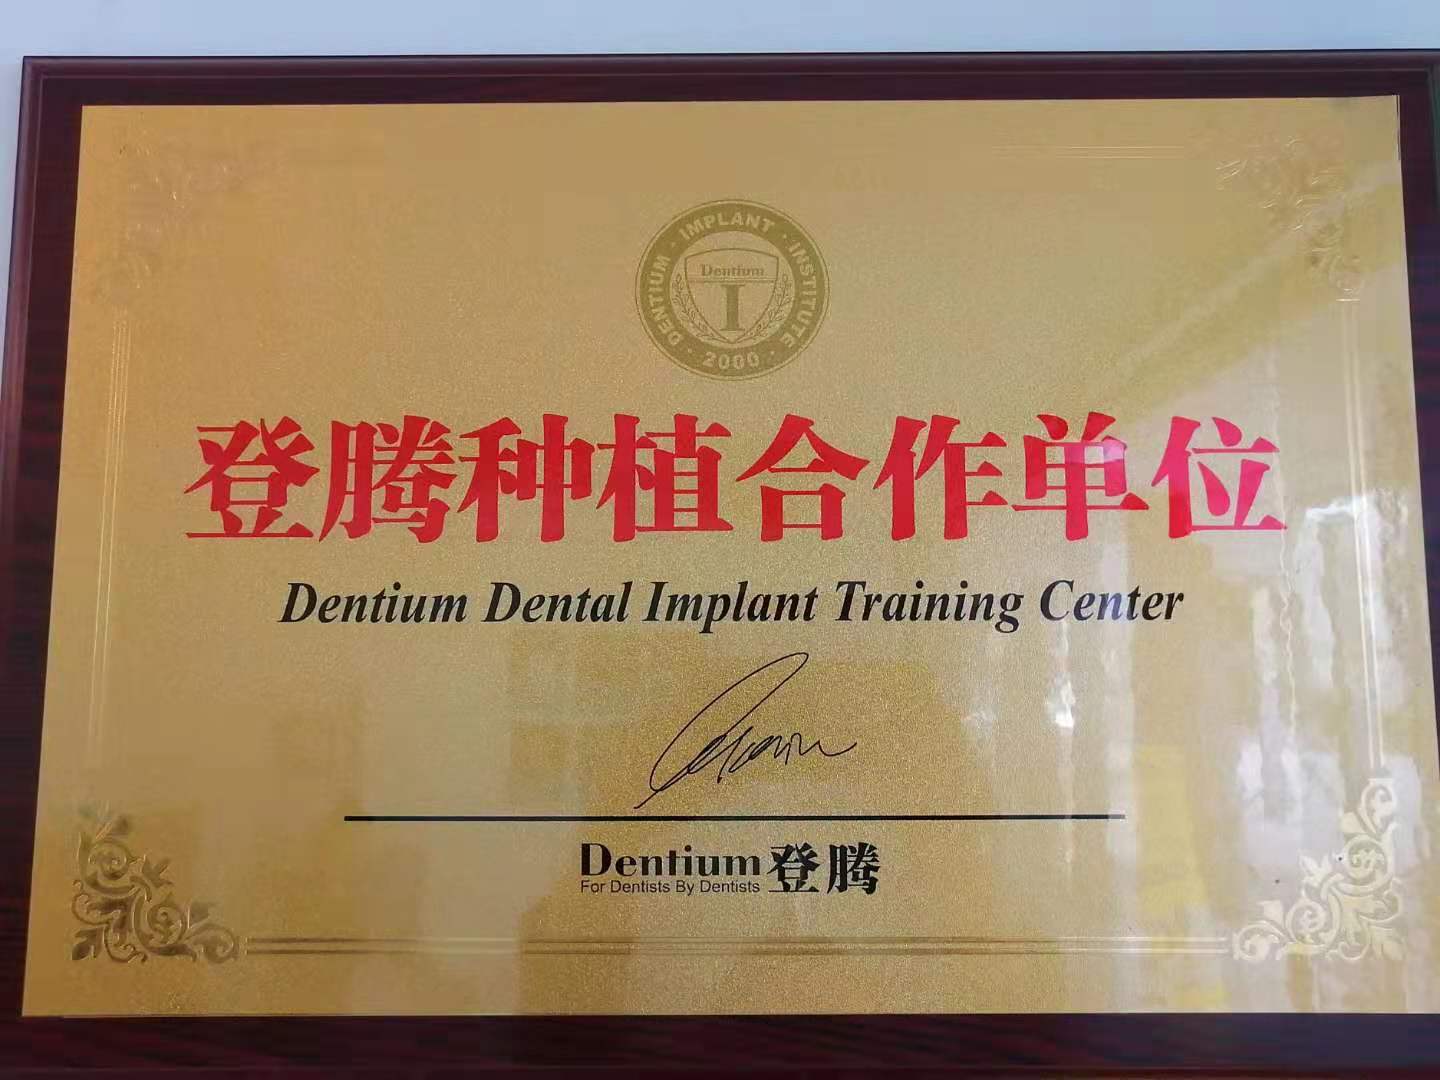 DENTIUM · IMPLANT · INSTITUTE
Dentium
I
· 2000 ·
登腾种植合作单位
Dentium Dental Implant Training Center
Dentium 登腾
For Dentists By Dentists